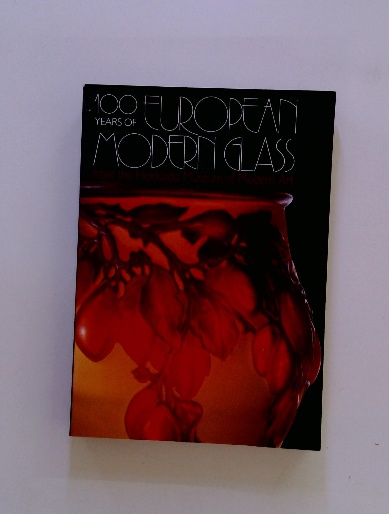 100
YEARS OF
EUROPEAN
MODERN GLASS